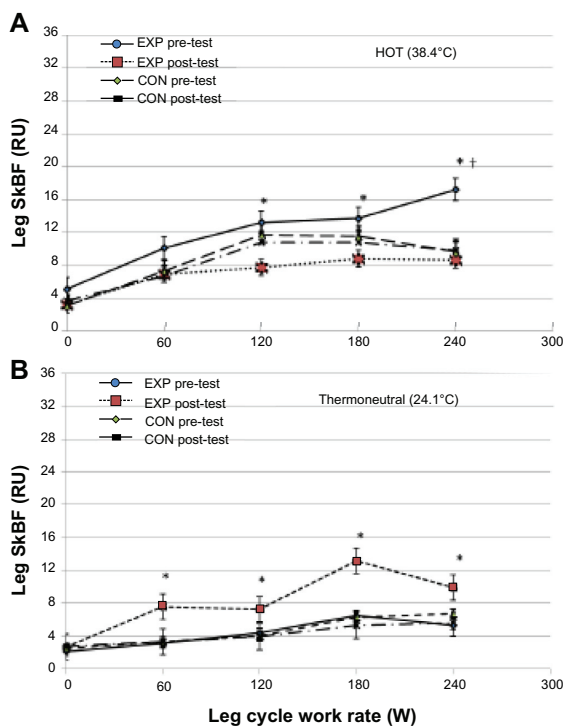 A
36
32
28
24
20
16
12
8
4
0
Leg SkBF (RU)
EXP pre-test
EXP post-test
CON pre-test
CON post-test
HOT (38.4°C)
*
*
* †
0 60 120 180 240 300
B
36
32
28
24
20
16
12
8
4
0
Leg SkBF (RU)
EXP pre-test
EXP post-test
CON pre-test
CON post-test
Thermoneutral (24.1°C)
*
*
*
*
0 60 120 180 240 300
Leg cycle work rate (W)